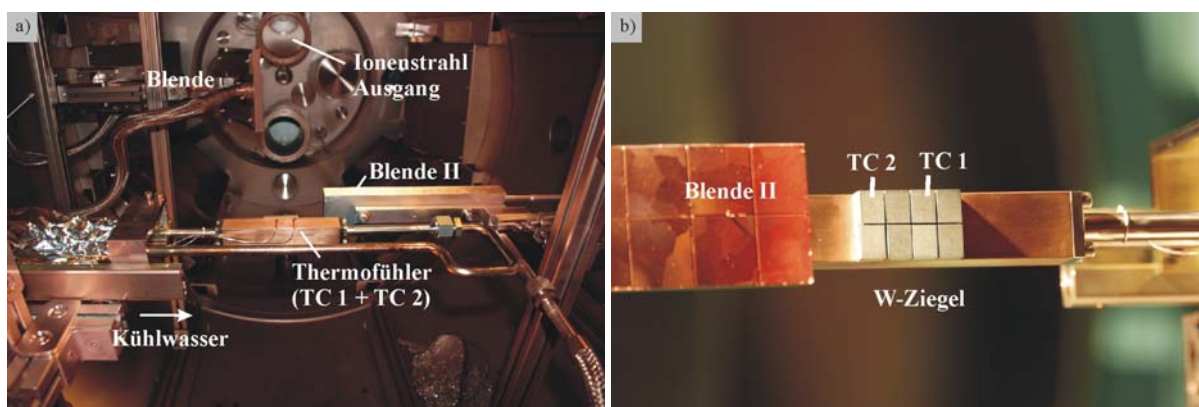 a)
Ionenstrahl
Ausgang
Blende
Blende II
Thermofühler
(TC 1 + TC 2)
Kühlwasser
b)
TC 2
TC 1
Blende II
W-Ziegel